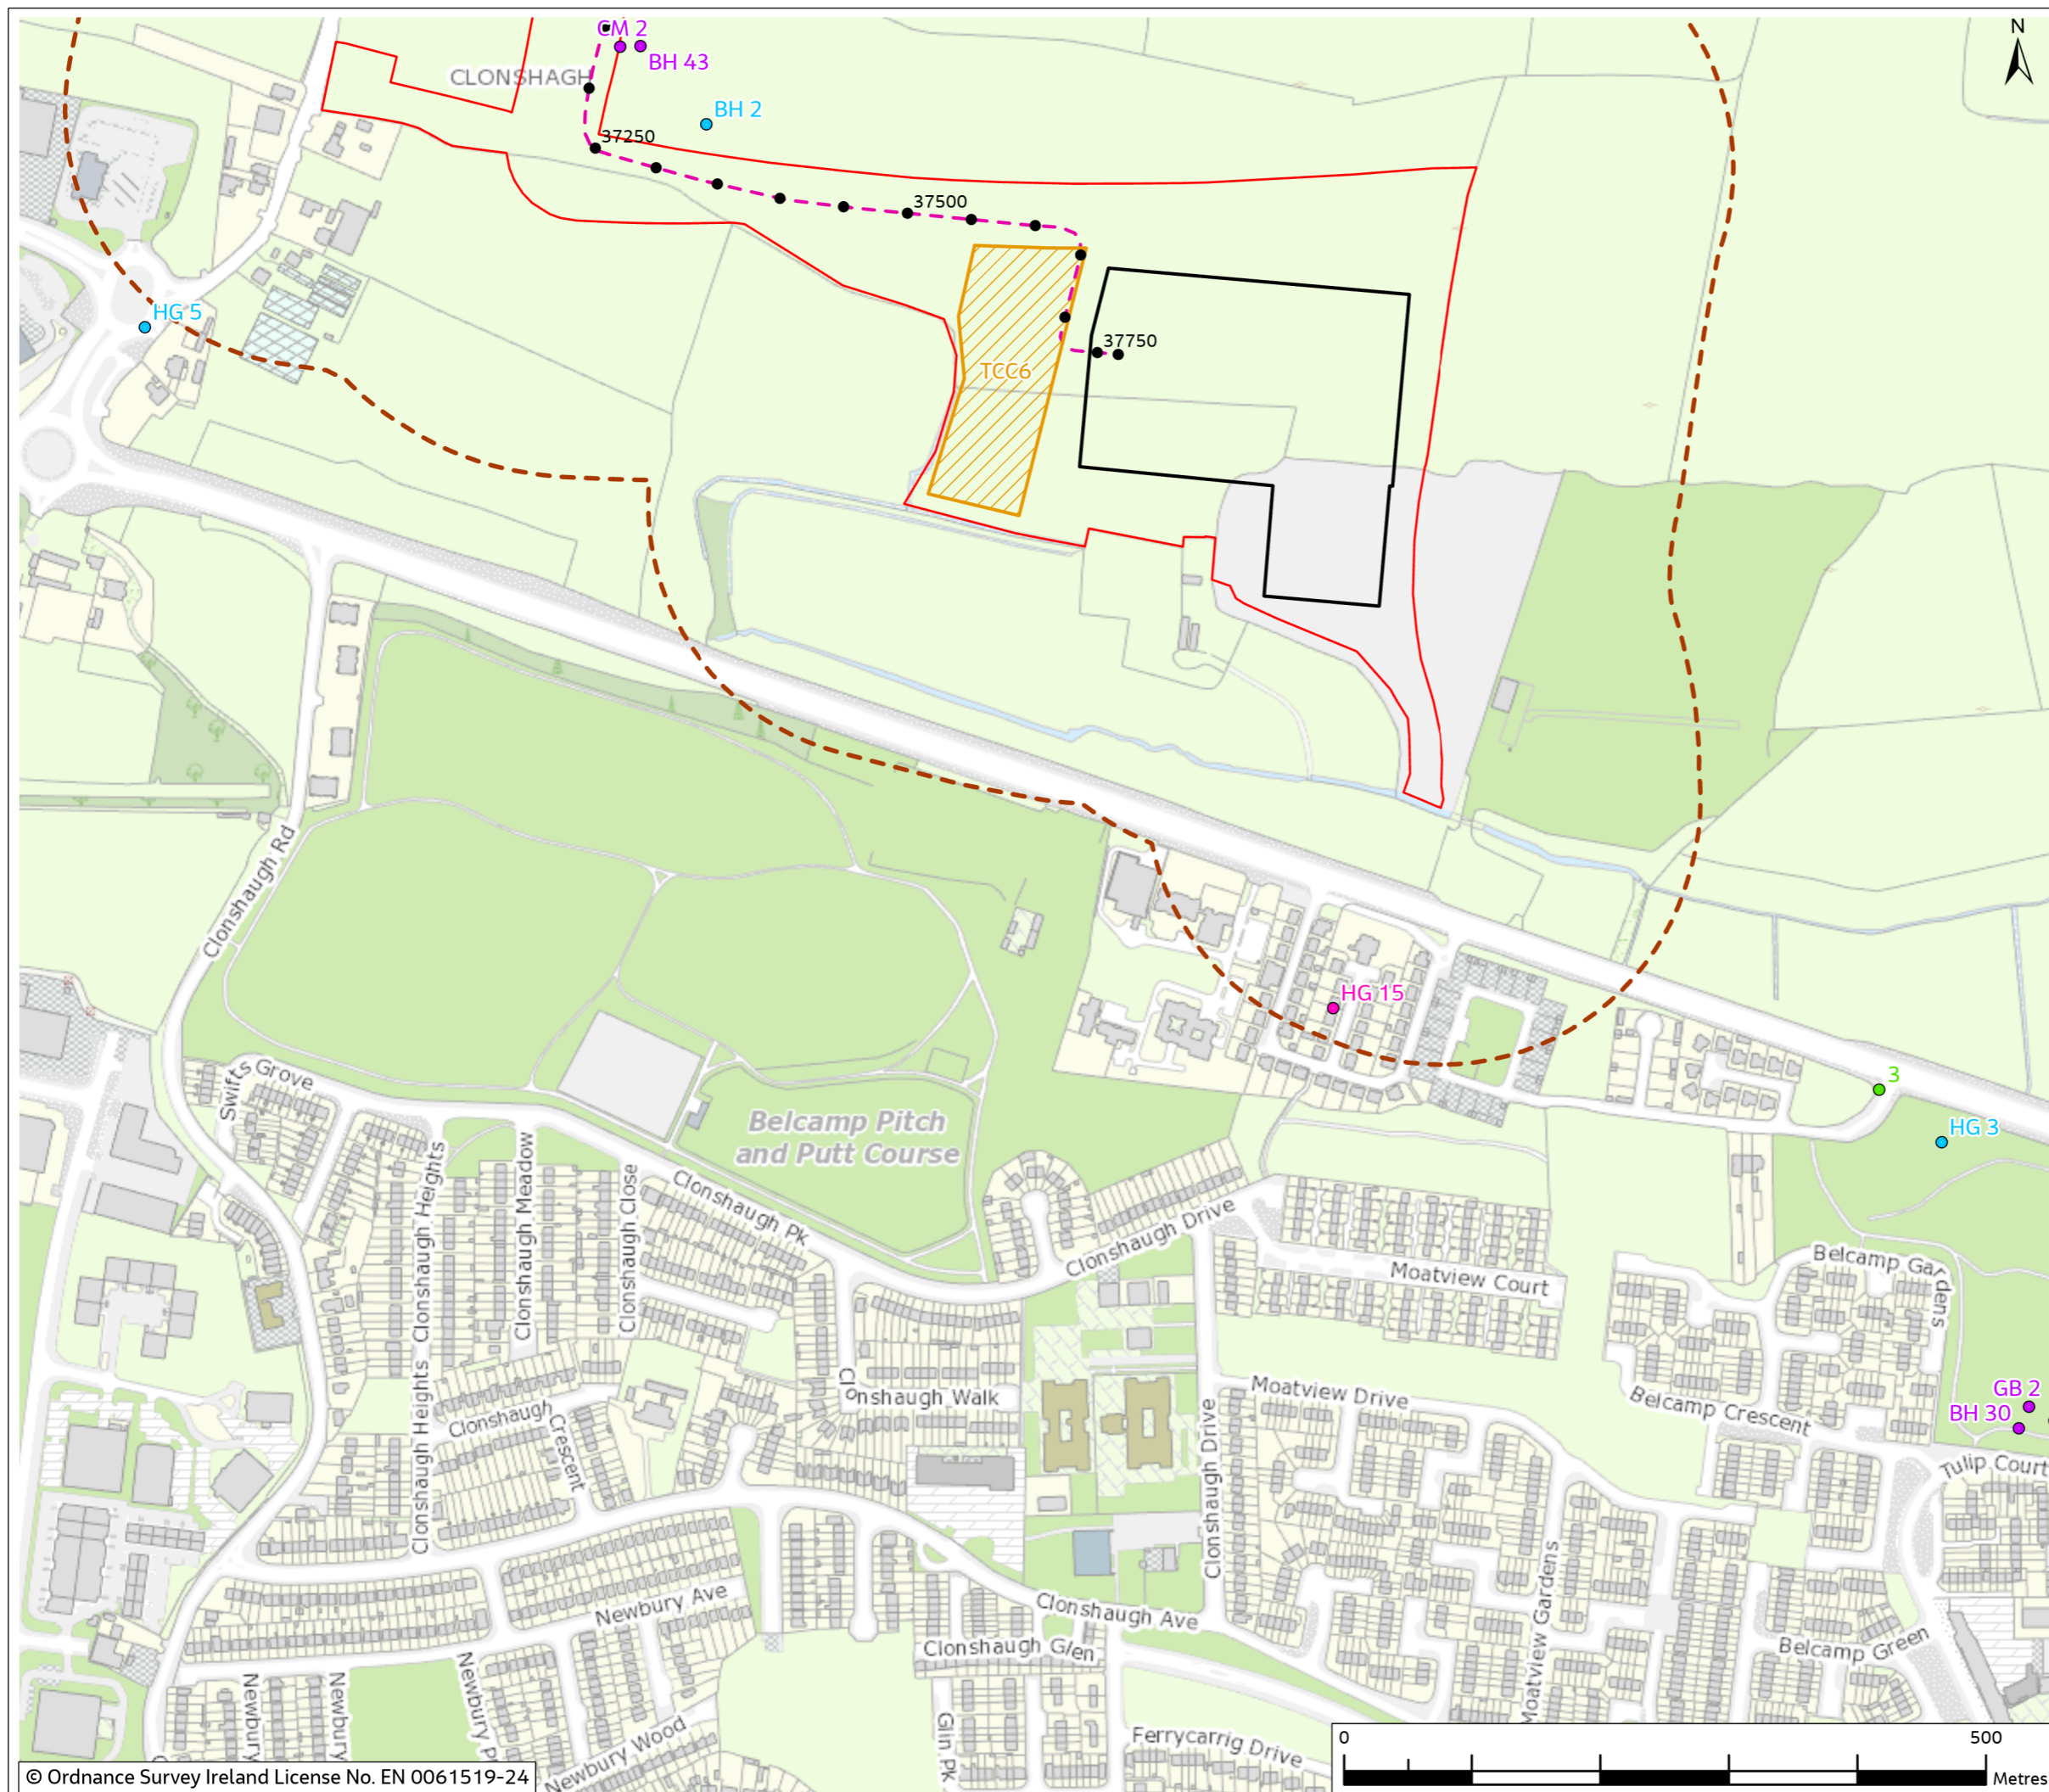 N
CM 2
BH 43
CLONSHAGH
BH 2
37250
37500
HG 5
37750
TCC6
Clonshaugh Rd
HG 15
3
HG 3
Swifts Grove
Belcamp Pitch
and Putt Course
Clonshaugh Heights
Clonshaugh Meadow
Clonshaugh Close
Clonshaugh Pk
Clonshaugh Drive
Moatview Court
Belcamp Gardens
Clonshaugh Heights
Clonshaugh Walk
Clonshaugh Crescent
Moatview Drive
Belcamp Crescent
GB 2
BH 30
Tulip Court
Clonshaugh Drive
Newbury Ave
Clonshaugh Ave
Clonshaugh Glen
Moatview Gardens
Belcamp Green
Newbury
Newbury
Newbury
Newbury Wood
Glin Pk
Ferrycarrig Drive
0 500
Metres
© Ordnance Survey Ireland License No. EN 0061519-24